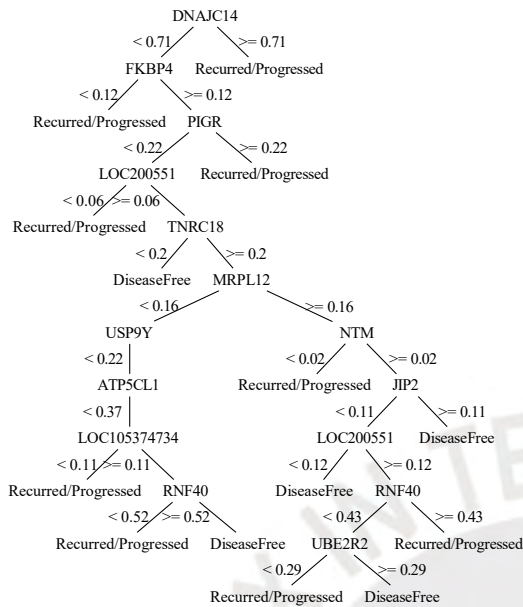 DNAJC14
< 0.71 >= 0.71
FKBP4 Recurred/Progressed
< 0.12 >= 0.12
Recurred/Progressed PIGR
< 0.22 >= 0.22
LOC200551 Recurred/Progressed
< 0.06 >= 0.06
Recurred/Progressed TNRC18
< 0.2 >= 0.2
DiseaseFree MRPL12
< 0.16 >= 0.16
USP9Y NTM
< 0.22 < 0.02 >= 0.02
ATP5CL1 Recurred/Progressed JIP2
< 0.37 < 0.11 >= 0.11
LOC105374734 LOC200551 DiseaseFree
< 0.11 >= 0.11 < 0.12 >= 0.12
Recurred/Progressed RNF40 DiseaseFree RNF40
< 0.52 >= 0.52 < 0.43 >= 0.43
Recurred/Progressed DiseaseFree UBE2R2 Recurred/Progressed
< 0.29 >= 0.29
Recurred/Progressed DiseaseFree